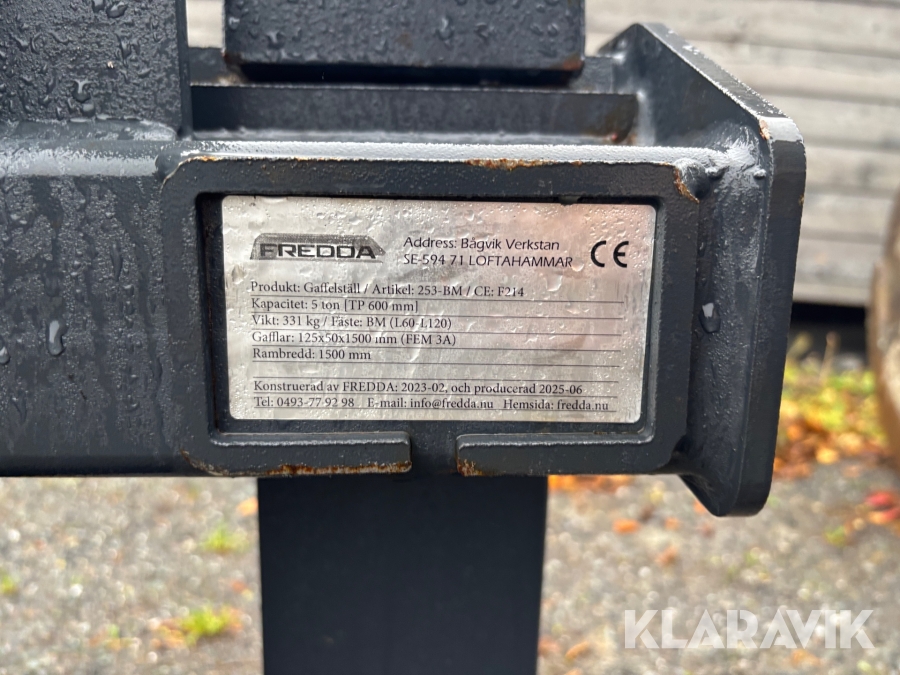 FREDDA
Address: Bågvik Verkstan
SE-594 71 LOFTAHAMMAR
CE
Produkt: Gaffelställ / Artikel: 253-BM / CE: F214
Kapacitet: 5 ton [TP 600 mm]
Vikt: 331 kg / Fäste: BM (L60-L120)
Gafflar: 125x50x1500 mm (FEM 3A)
Rambredd: 1500 mm
Konstruerad av FREDDA: 2023-02, och producerad 2025-06
Tel: 0493-77 92 98 E-mail: info@fredda.nu Hemsida: fredda.nu
KLARAVIK